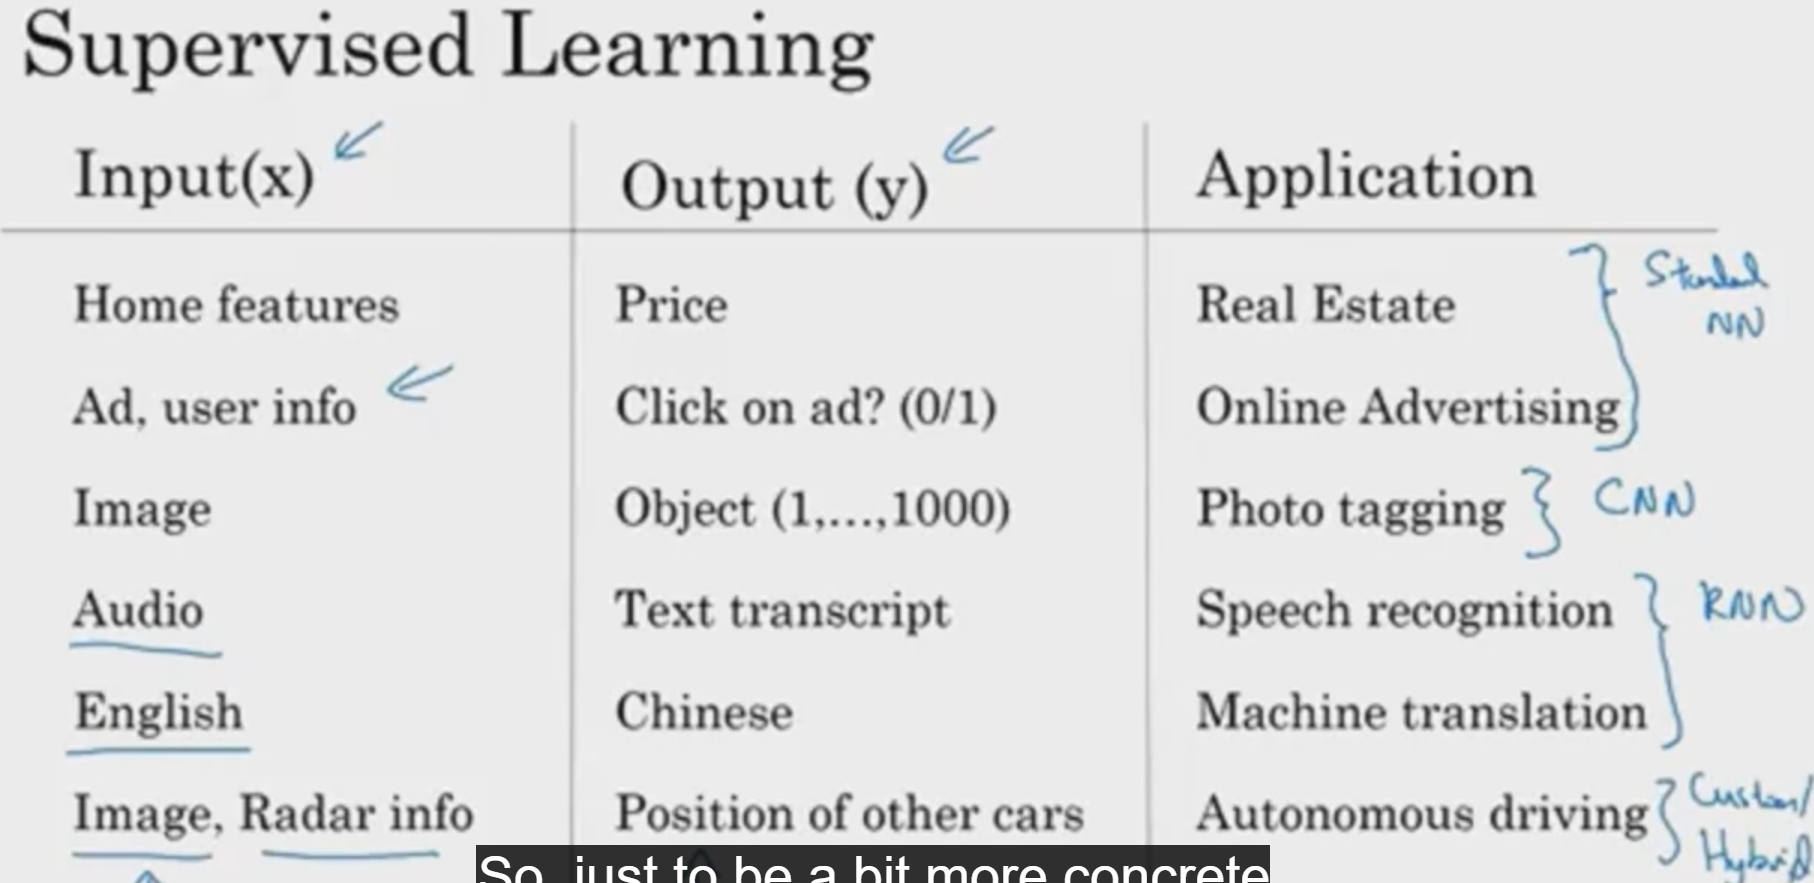 Supervised Learning
Input(x) Output (y) Application
Home features Price Real Estate Standard
NN
Ad, user info Click on ad? (0/1) Online Advertising
Image Object (1,...,1000) Photo tagging CNN
Audio Text transcript Speech recognition RNN
English Chinese Machine translation
Image, Radar info Position of other cars Autonomous driving Custom/
Hybrid
So, just to be a bit more concrete